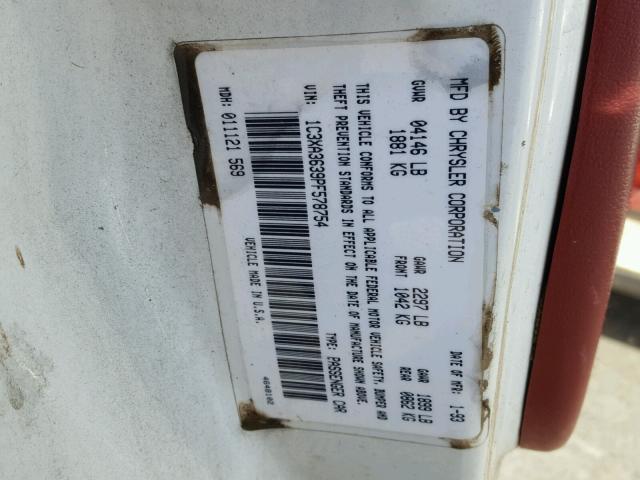 MFD BY CHRYSLER CORPORATION DATE OF MFR: 1-93
GVWR 04146 LB GAWR 2297 LB GAWR 1899 LB
1881 KG FRONT 1042 KG REAR 0862 KG
THIS VEHICLE CONFORMS TO ALL APPLICABLE FEDERAL MOTOR VEHICLE SAFETY, BUMPER AND
THEFT PREVENTION STANDARDS IN EFFECT ON THE DATE OF MANUFACTURE SHOWN ABOVE.
VIN: 1C3XA3639PF578754 TYPE: PASSENGER CAR
VEHICLE MADE IN U.S.A. 4648102
MDH: 011121 569